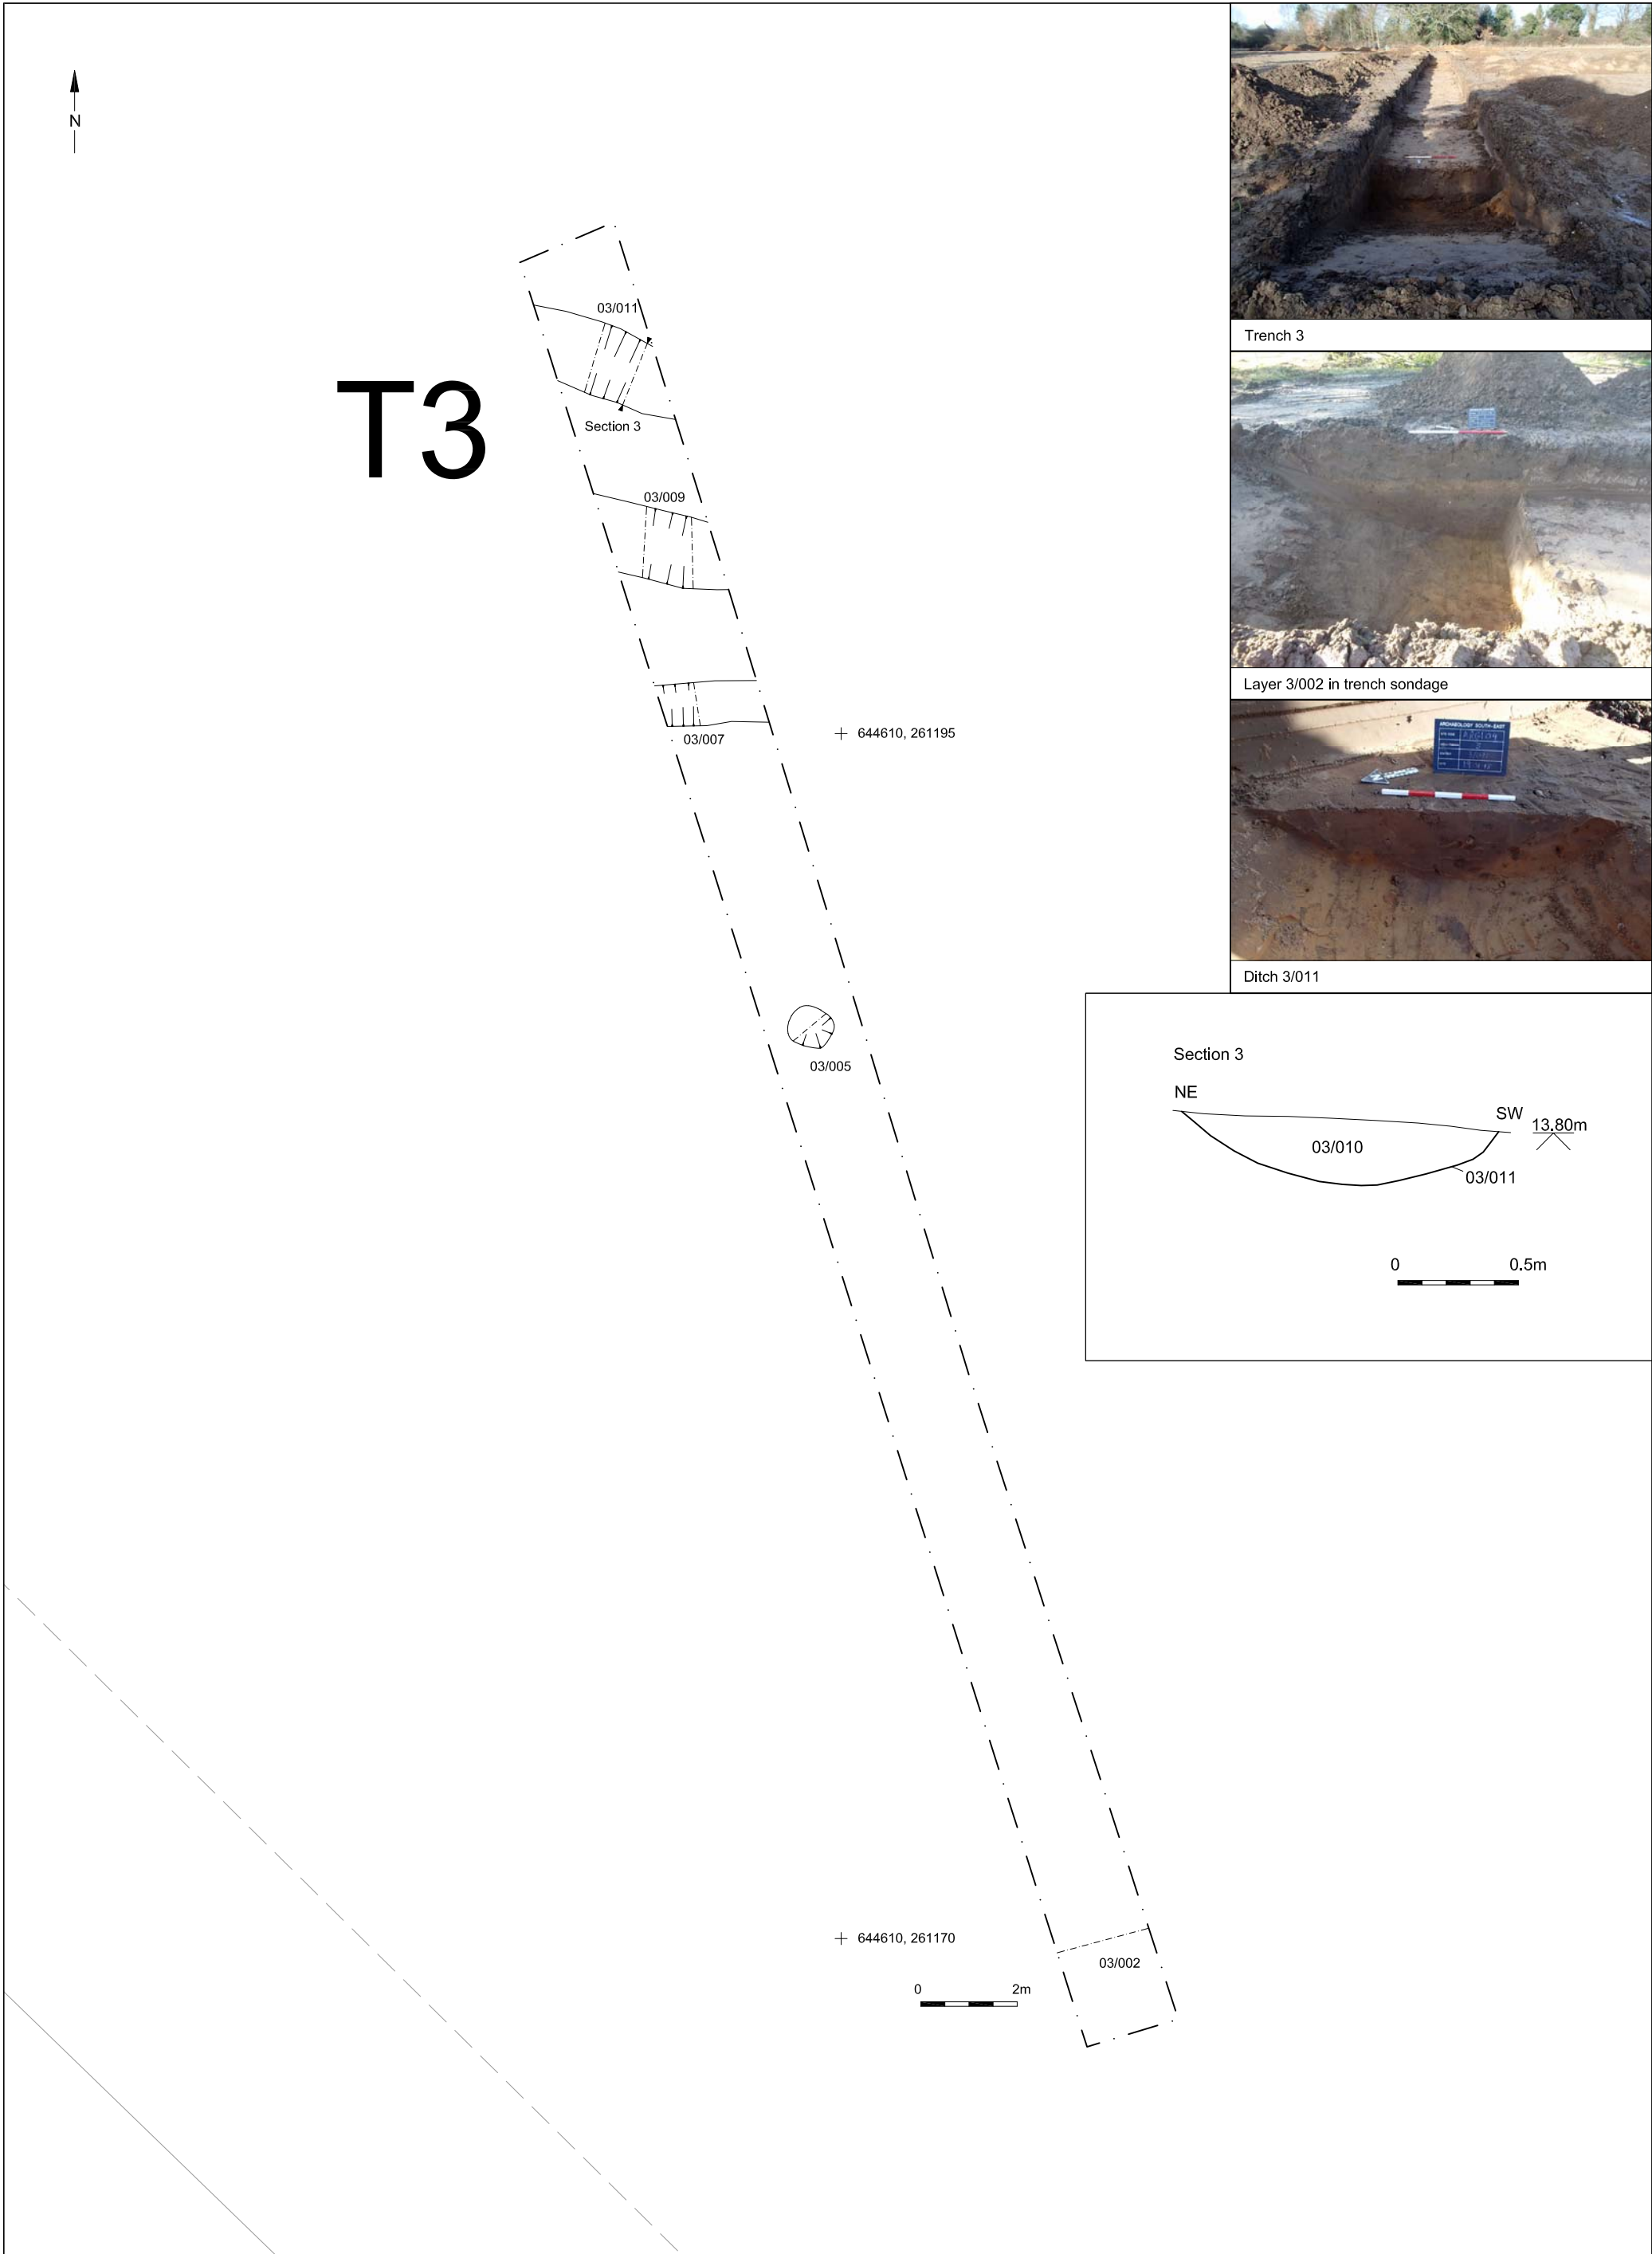 N
T3
03/011
Section 3
03/009
03/007
644610, 261195
03/005
644610, 261170
03/002
0 2m
Trench 3
Layer 3/002 in trench sondage
ARCHAEOLOGY SOUTH-EAST
Ditch 3/011
Section 3
NE
SW
13.80m
03/010
03/011
0 0.5m